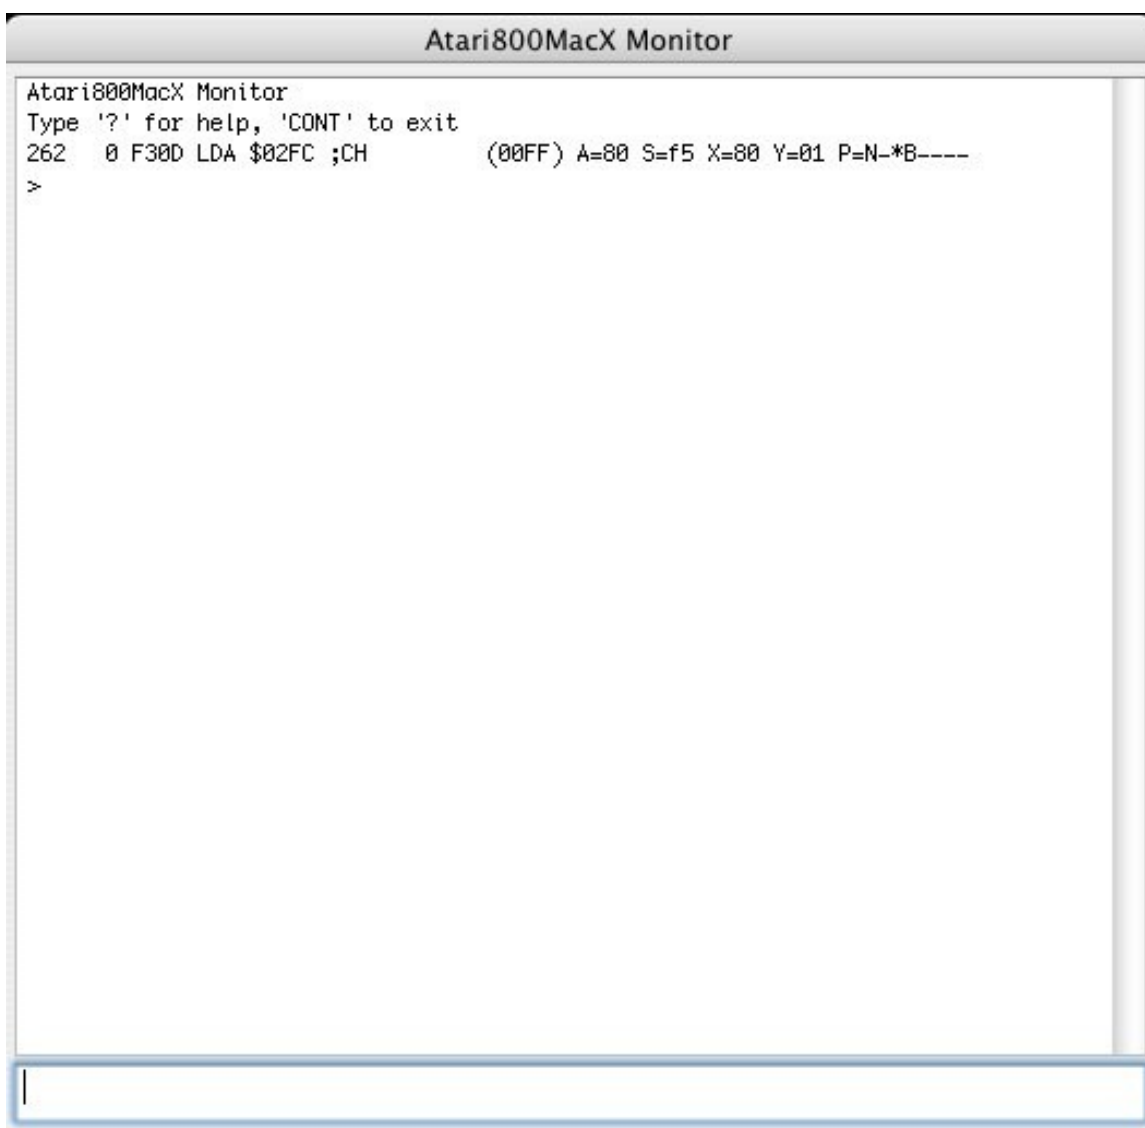 Atari800MacX Monitor
Atari800MacX Monitor
Type '?' for help, 'CONT' to exit
262   0 F30D LDA $02FC ;CH          (00FF) A=80 S=f5 X=80 Y=01 P=N-*B----
>